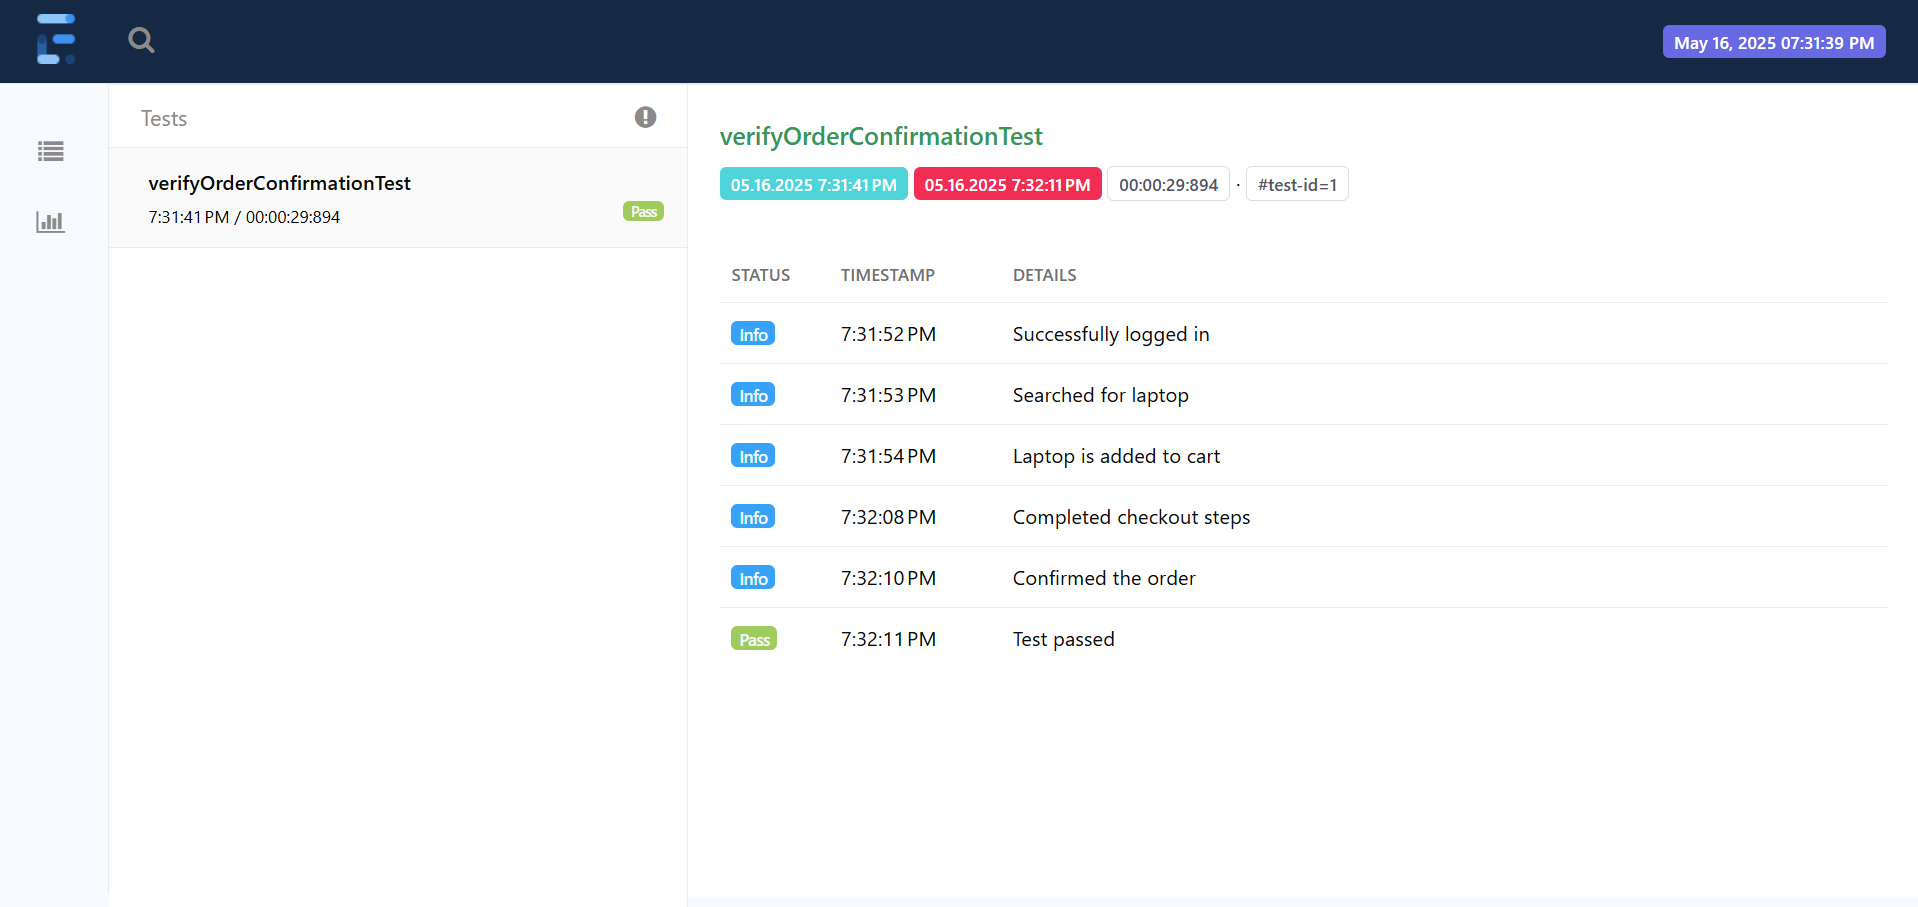 May 16, 2025 07:31:39 PM
Tests
verifyOrderConfirmationTest
7:31:41 PM / 00:00:29:894
Pass
verifyOrderConfirmationTest
05.16.2025 7:31:41 PM 05.16.2025 7:32:11 PM 00:00:29:894 · #test-id=1
STATUS TIMESTAMP DETAILS
Info 7:31:52 PM Successfully logged in
Info 7:31:53 PM Searched for laptop
Info 7:31:54 PM Laptop is added to cart
Info 7:32:08 PM Completed checkout steps
Info 7:32:10 PM Confirmed the order
Pass 7:32:11 PM Test passed